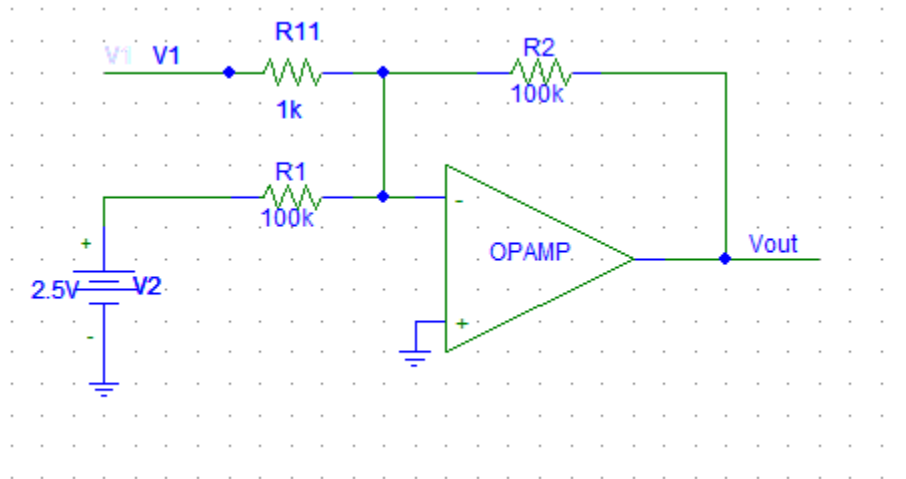 R11
V1 V1
R2
100k
1k
R1
100k
-
OPAMP
Vout
+
2.5V V2
+
-